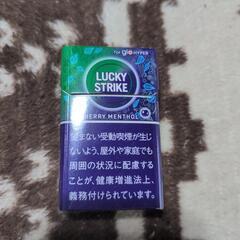 for glo HYPER
LUCKY
STRIKE
BERRY MENTHOL
望まない受動喫煙が生じ
ないよう、屋外や家庭でも
周囲の状況に配慮する
ことが、健康増進法上、
義務付けられています。